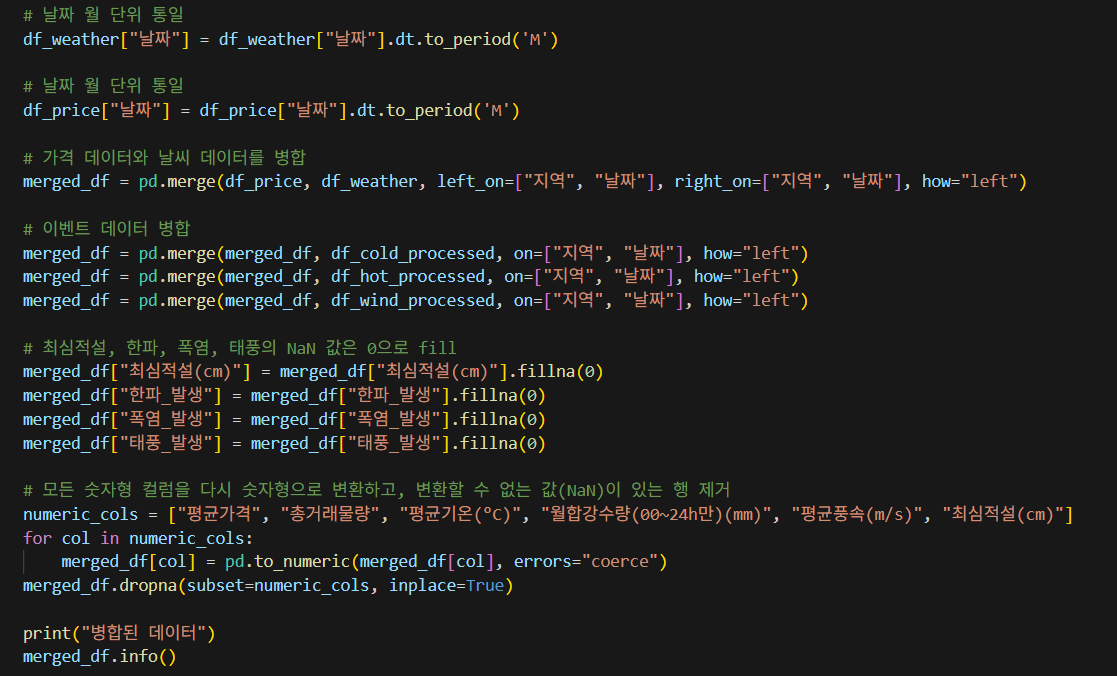 # 날짜 월 단위 통일
df_weather["날짜"] = df_weather["날짜"].dt.to_period('M')
# 날짜 월 단위 통일
df_price["날짜"] = df_price["날짜"].dt.to_period('M')
# 가격 데이터와 날씨 데이터를 병합
merged_df = pd.merge(df_price, df_weather, left_on=["지역", "날짜"], right_on=["지역", "날짜"], how="left")
# 이벤트 데이터 병합
merged_df = pd.merge(merged_df, df_cold_processed, on=["지역", "날짜"], how="left")
merged_df = pd.merge(merged_df, df_hot_processed, on=["지역", "날짜"], how="left")
merged_df = pd.merge(merged_df, df_wind_processed, on=["지역", "날짜"], how="left")
# 최심적설, 한파, 폭염, 태풍의 NaN 값은 0으로 fill
merged_df["최심적설(cm)"] = merged_df["최심적설(cm)"].fillna(0)
merged_df["한파_발생"] = merged_df["한파_발생"].fillna(0)
merged_df["폭염_발생"] = merged_df["폭염_발생"].fillna(0)
merged_df["태풍_발생"] = merged_df["태풍_발생"].fillna(0)
# 모든 숫자형 컬럼을 다시 숫자형으로 변환하고, 변환할 수 없는 값(NaN)이 있는 행 제거
numeric_cols = ["평균가격", "총거래물량", "평균기온(°C)", "월합강수량(00~24h만)(mm)", "평균풍속(m/s)", "최심적설(cm)"]
for col in numeric_cols:
    merged_df[col] = pd.to_numeric(merged_df[col], errors="coerce")
merged_df.dropna(subset=numeric_cols, inplace=True)
print("병합된 데이터")
merged_df.info()